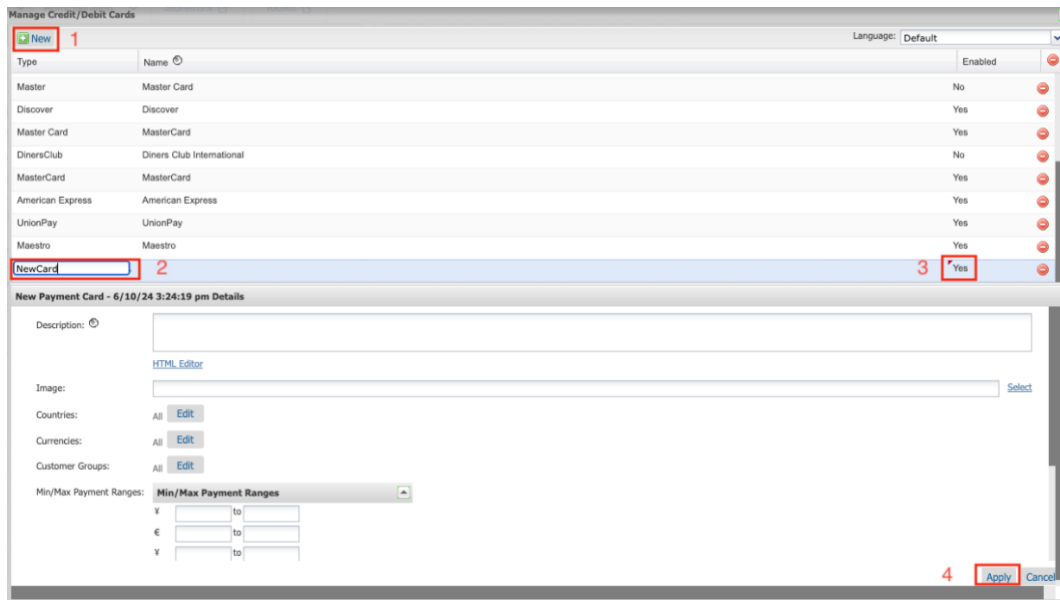 Manage Credit/Debit Cards
New 1 Language: Default
Type Name Enabled
Master Master Card No
Discover Discover Yes
Master Card MasterCard Yes
DinersClub Diners Club International No
MasterCard MasterCard Yes
American Express American Express Yes
UnionPay UnionPay Yes
Maestro Maestro Yes
NewCard 2 3 Yes
New Payment Card - 6/10/24 3:24:19 pm Details
Description:
HTML Editor
Image: Select
Countries: All Edit
Currencies: All Edit
Customer Groups: All Edit
Min/Max Payment Ranges: Min/Max Payment Ranges
¥ to
€ to
¥ to
4 Apply Cancel